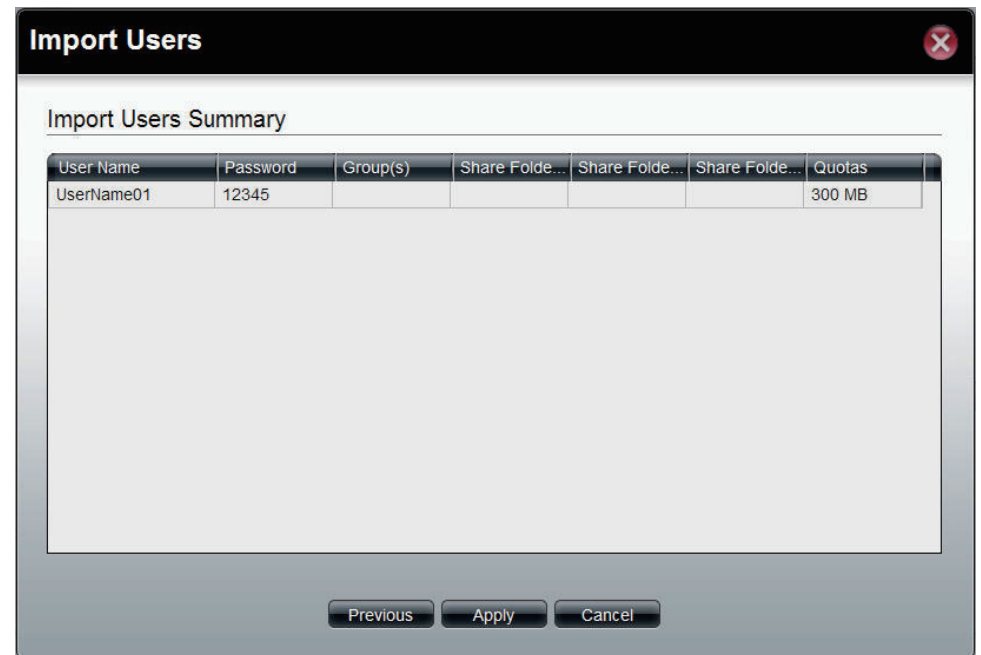 Import Users
Import Users Summary
User Name Password Group(s) Share Folde... Share Folde... Share Folde... Quotas
UserName01 12345 300 MB
Previous Apply Cancel